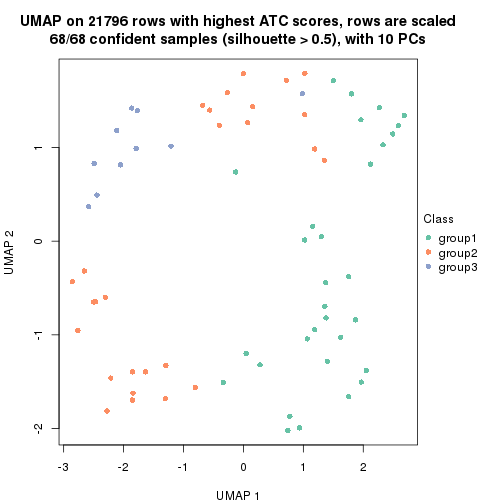 UMAP on 21796 rows with highest ATC scores, rows are scaled
68/68 confident samples (silhouette > 0.5), with 10 PCs
1
0
-1
-2
UMAP 2
-3
-2
-1
0
1
2
UMAP 1
Class
group1
group2
group3